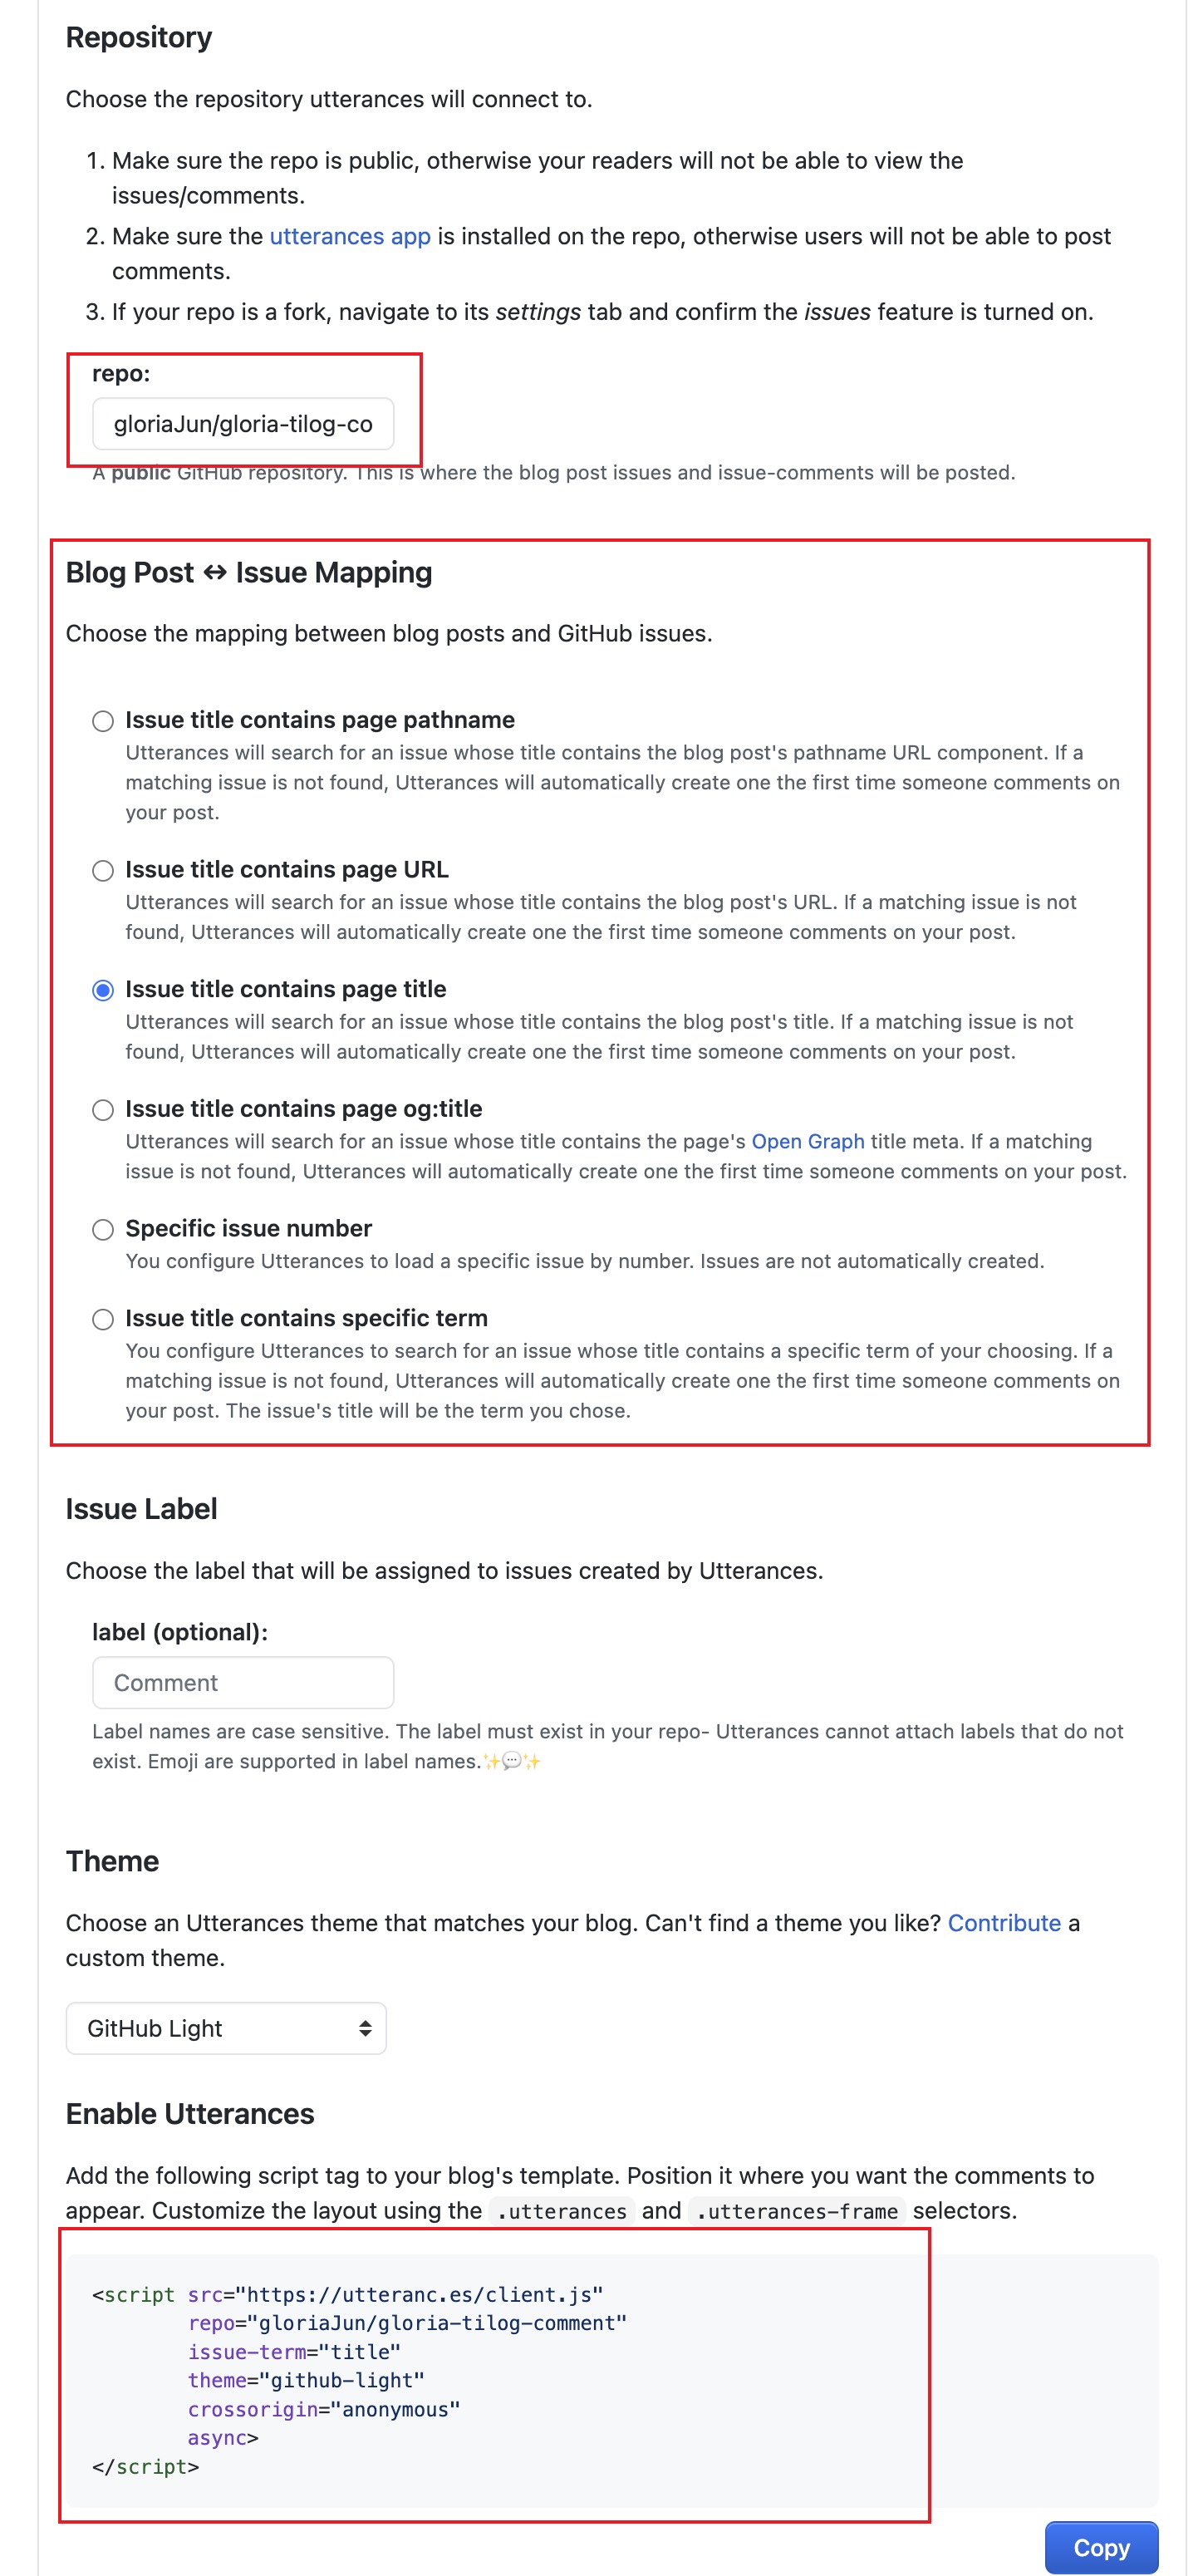 Repository
Choose the repository utterances will connect to.
1. Make sure the repo is public, otherwise your readers will not be able to view the
issues/comments.
2. Make sure the utterances app is installed on the repo, otherwise users will not be able to post
comments.
3. If your repo is a fork, navigate to its settings tab and confirm the issues feature is turned on.
repo:
gloriaJun/gloria-tilog-co
A public GitHub repository. This is where the blog post issues and issue-comments will be posted.
Blog Post ↔ Issue Mapping
Choose the mapping between blog posts and GitHub issues.
Issue title contains page pathname
Utterances will search for an issue whose title contains the blog post's pathname URL component. If a
matching issue is not found, Utterances will automatically create one the first time someone comments on
your post.
Issue title contains page URL
Utterances will search for an issue whose title contains the blog post's URL. If a matching issue is not
found, Utterances will automatically create one the first time someone comments on your post.
Issue title contains page title
Utterances will search for an issue whose title contains the blog post's title. If a matching issue is not
found, Utterances will automatically create one the first time someone comments on your post.
Issue title contains page og:title
Utterances will search for an issue whose title contains the page's Open Graph title meta. If a matching
issue is not found, Utterances will automatically create one the first time someone comments on your post.
Specific issue number
You configure Utterances to load a specific issue by number. Issues are not automatically created.
Issue title contains specific term
You configure Utterances to search for an issue whose title contains a specific term of your choosing. If a
matching issue is not found, Utterances will automatically create one the first time someone comments on
your post. The issue's title will be the term you chose.
Issue Label
Choose the label that will be assigned to issues created by Utterances.
label (optional):
Comment
Label names are case sensitive. The label must exist in your repo- Utterances cannot attach labels that do not
exist. Emoji are supported in label names.✨💬✨
Theme
Choose an Utterances theme that matches your blog. Can't find a theme you like? Contribute a
custom theme.
GitHub Light
Enable Utterances
Add the following script tag to your blog's template. Position it where you want the comments to
appear. Customize the layout using the .utterances and .utterances-frame selectors.
<script src="https://utteranc.es/client.js"
repo="gloriaJun/gloria-tilog-comment"
issue-term="title"
theme="github-light"
crossorigin="anonymous"
async>
</script>
Copy